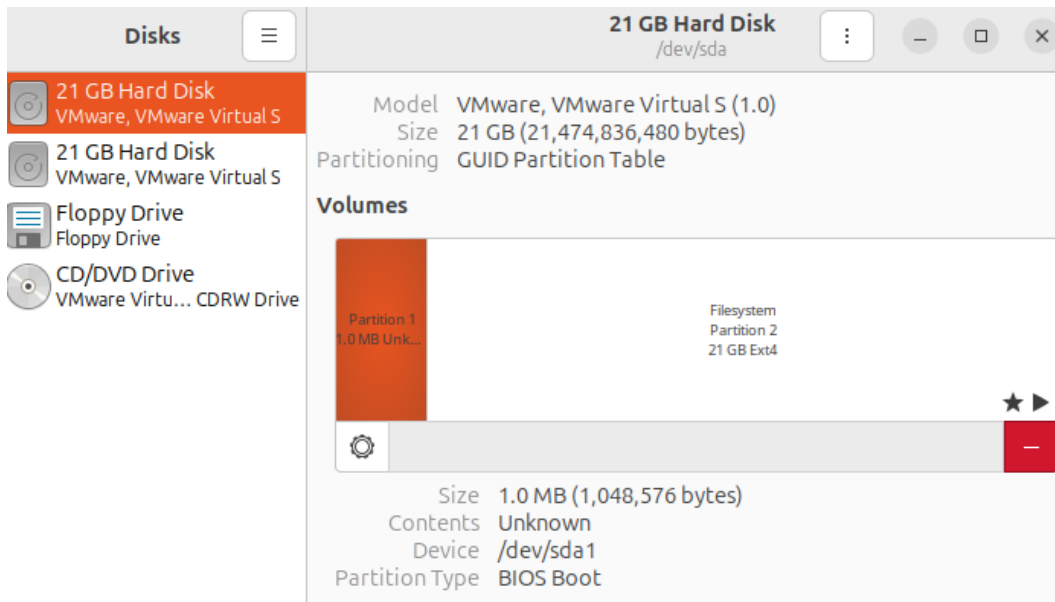 Disks
21 GB Hard Disk
/dev/sda
21 GB Hard Disk
VMware, VMware Virtual S
21 GB Hard Disk
VMware, VMware Virtual S
Floppy Drive
Floppy Drive
CD/DVD Drive
VMware Virtu… CDRW Drive
Model VMware, VMware Virtual S (1.0)
Size 21 GB (21,474,836,480 bytes)
Partitioning GUID Partition Table
Volumes
Partition 1
1.0 MB Unk…
Filesystem
Partition 2
21 GB Ext4
Size 1.0 MB (1,048,576 bytes)
Contents Unknown
Device /dev/sda1
Partition Type BIOS Boot